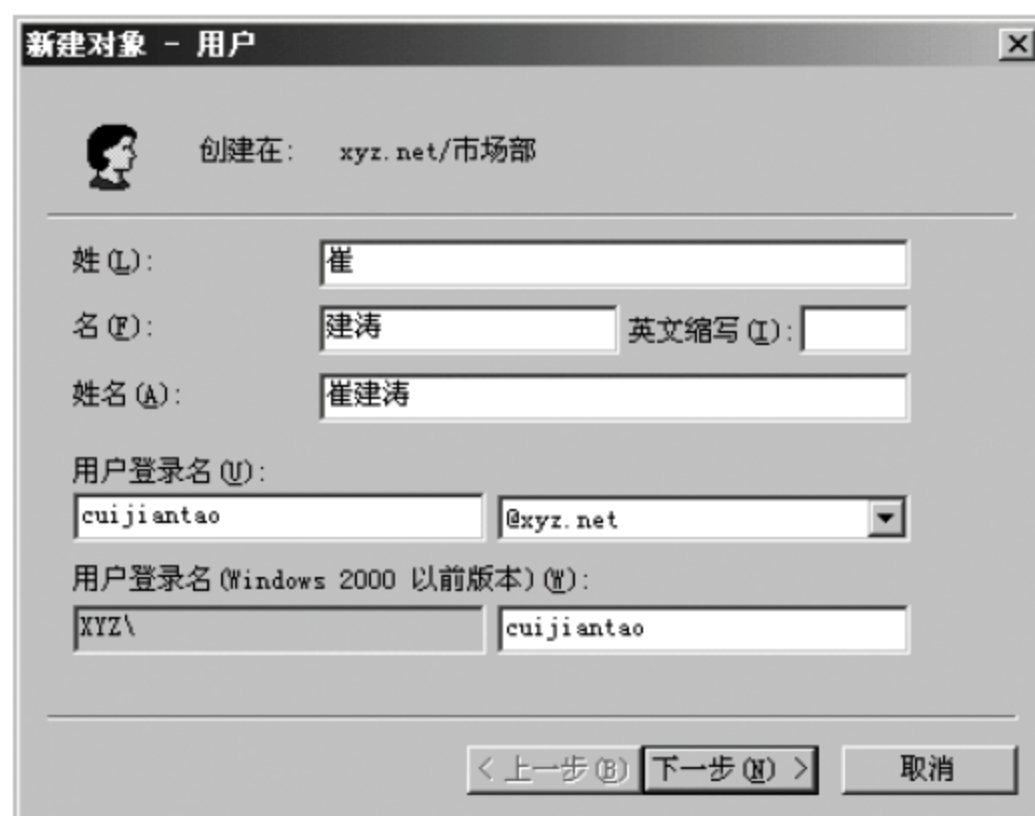 新建对象 - 用户
创建在: xyz.net/市场部
姓(L): 崔
名(F): 建涛 英文缩写(I):
姓名(A): 崔建涛
用户登录名(U):
cuijiantao @xyz.net
用户登录名(Windows 2000 以前版本)(W):
XYZ\ cuijiantao
< 上一步(B) 下一步(N) > 取消